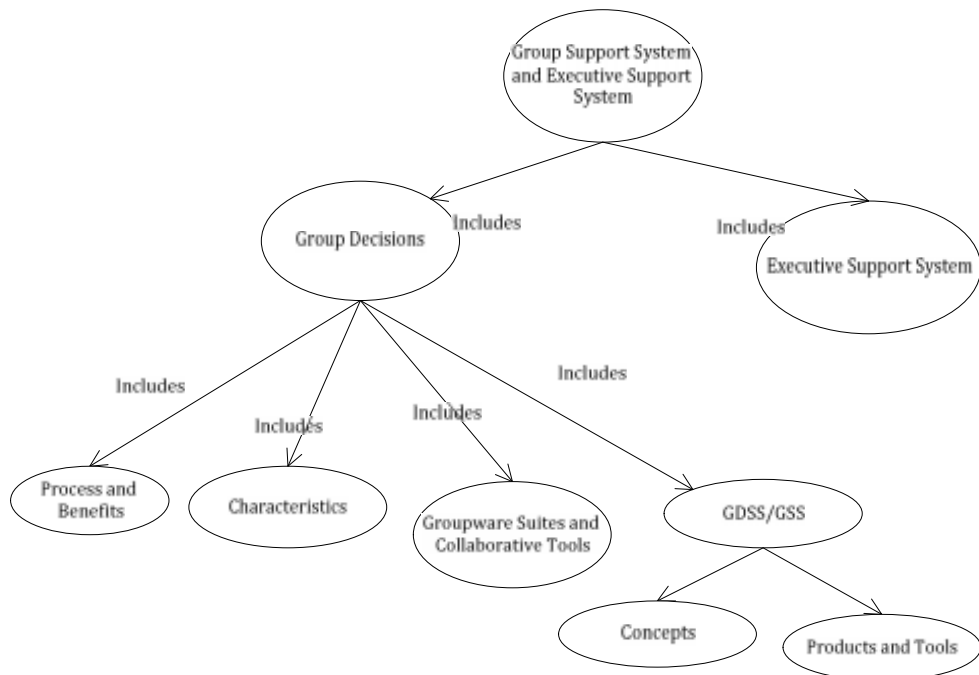 Group Support System
and Executive Support
System
Includes
Includes
Group Decisions
Executive Support System
Includes
Includes
Includes
Includes
Process and
Benefits
Characteristics
Groupware Suites and
Collaborative Tools
GDSS/GSS
Concepts
Products and Tools